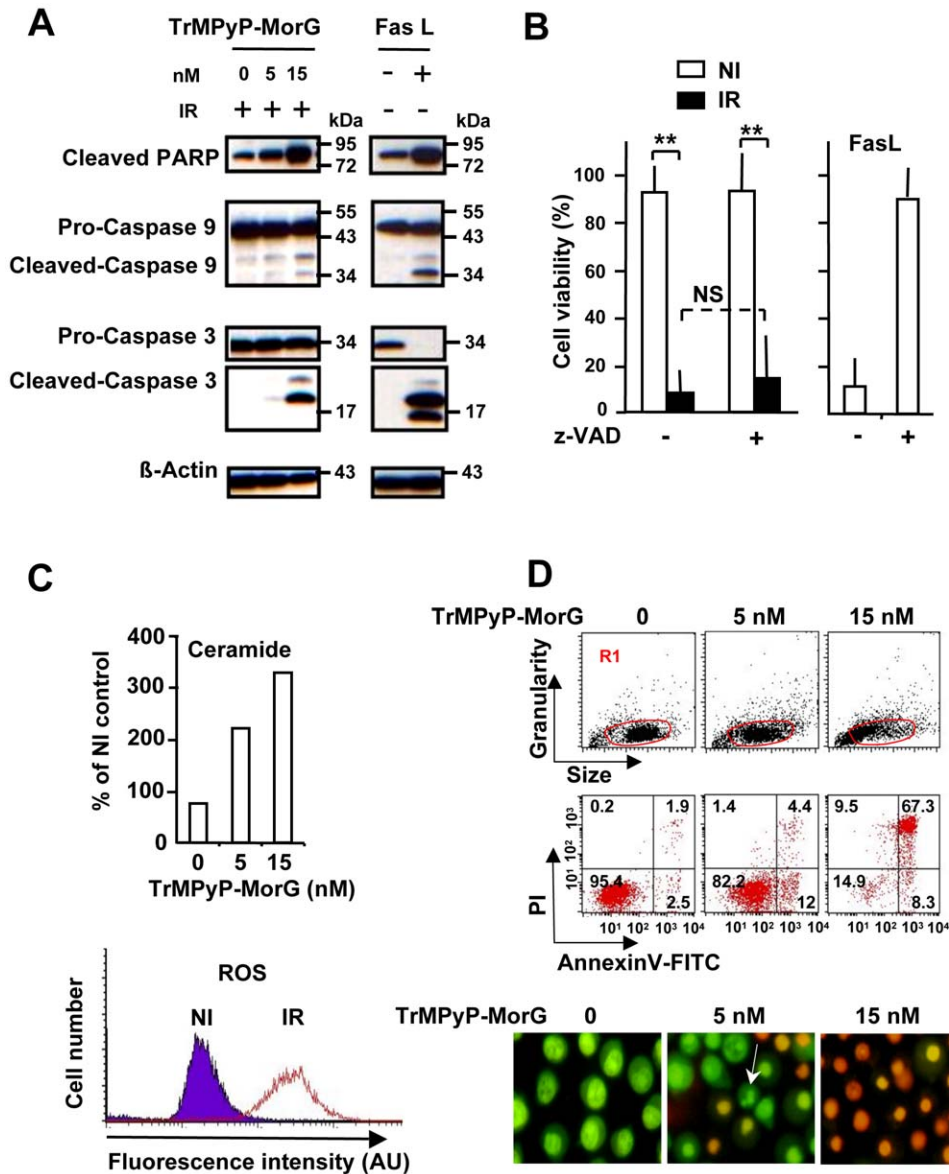 A
TrMPyP-MorG Fas L
nM 0 5 15 - +
IR + + + - -
kDa kDa
Cleaved PARP 95 72 95 72
Pro-Caspase 9 55 43 55 43
Cleaved-Caspase 9 34 34
Pro-Caspase 3 34 34
Cleaved-Caspase 3 17 17
ß-Actin 43 43
B
NI
IR
** **
FasL
Cell viability (%)
100
80
60
40
20
0
NS
z-VAD - + - +
C
Ceramide
% of NI control
400
300
200
100
0
0 5 15
TrMPyP-MorG (nM)
ROS
NI IR
Cell number
Fluorescence intensity (AU)
D
TrMPyP-MorG 0 5 nM 15 nM
R1
Granularity
Size
0.2 1.9 1.4 4.4 9.5 67.3
10³
10²
10¹
95.4 2.5 82.2 12 14.9 8.3
PI
10¹ 10² 10³ 10⁴ 10¹ 10² 10³ 10⁴ 10¹ 10² 10³ 10⁴
AnnexinV-FITC
TrMPyP-MorG 0 5 nM 15 nM